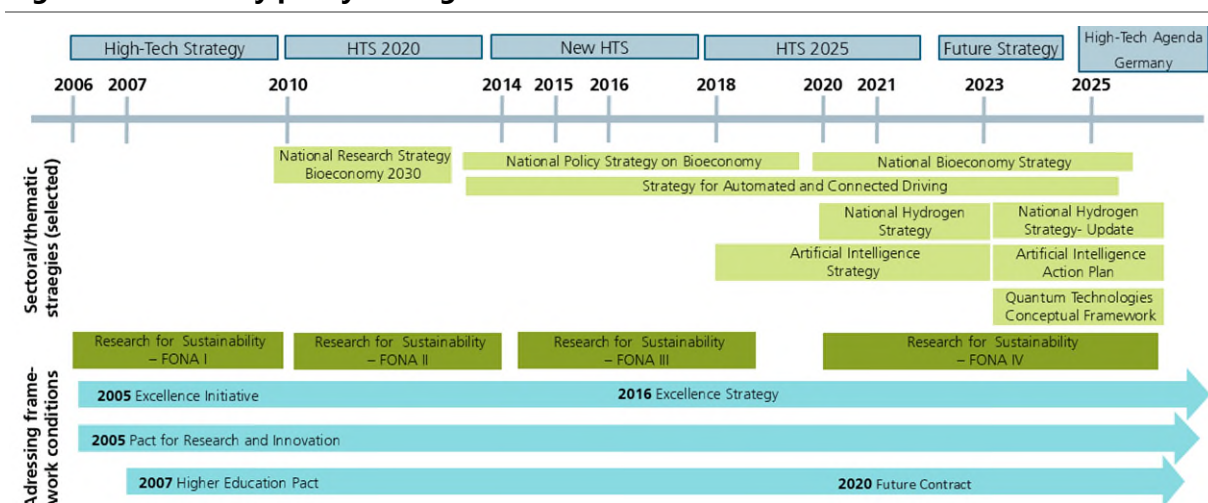 High-Tech Strategy
HTS 2020
New HTS
HTS 2025
Future Strategy
High-Tech Agenda
Germany
2006 2007 2010 2014 2015 2016 2018 2020 2021 2023 2025
Sectoral/thematic
straegies (selected)
National Research Strategy
Bioeconomy 2030
National Policy Strategy on Bioeconomy
National Bioeconomy Strategy
Strategy for Automated and Connected Driving
National Hydrogen
Strategy
National Hydrogen
Strategy- Update
Artificial Intelligence
Strategy
Artificial Intelligence
Action Plan
Quantum Technologies
Conceptual Framework
Research for Sustainability
– FONA I
Research for Sustainability
– FONA II
Research for Sustainability
– FONA III
Research for Sustainability
– FONA IV
Adressing frame-
work conditions
2005 Excellence Initiative
2016 Excellence Strategy
2005 Pact for Research and Innovation
2007 Higher Education Pact
2020 Future Contract